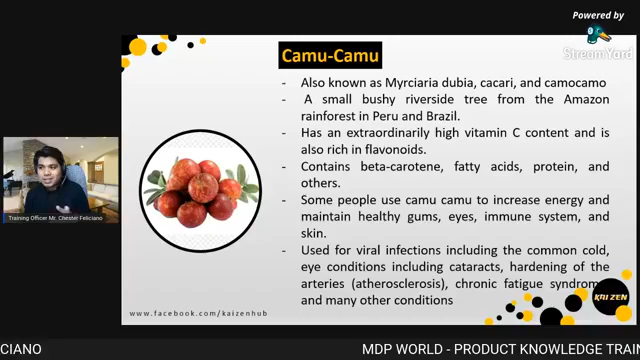 Powered by
StreamYard
Camu-Camu
- Also known as Myrciaria dubia, cacari, and camocamo
- A small bushy riverside tree from the Amazon
rainforest in Peru and Brazil.
- Has an extraordinarily high vitamin C content and is
also rich in flavonoids.
- Contains beta-carotene, fatty acids, protein, and
others.
- Some people use camu camu to increase energy and
maintain healthy gums, eyes, immune system, and
skin.
- Used for viral infections including the common cold,
eye conditions including cataracts, hardening of the
arteries (atherosclerosis), chronic fatigue syndrom
and many other conditions
Training Officer Mr. Chester Feliciano
www.facebook.com/kaizenhub
KAIZEN
CIANO
MDP WORLD - PRODUCT KNOWLEDGE TRAIN